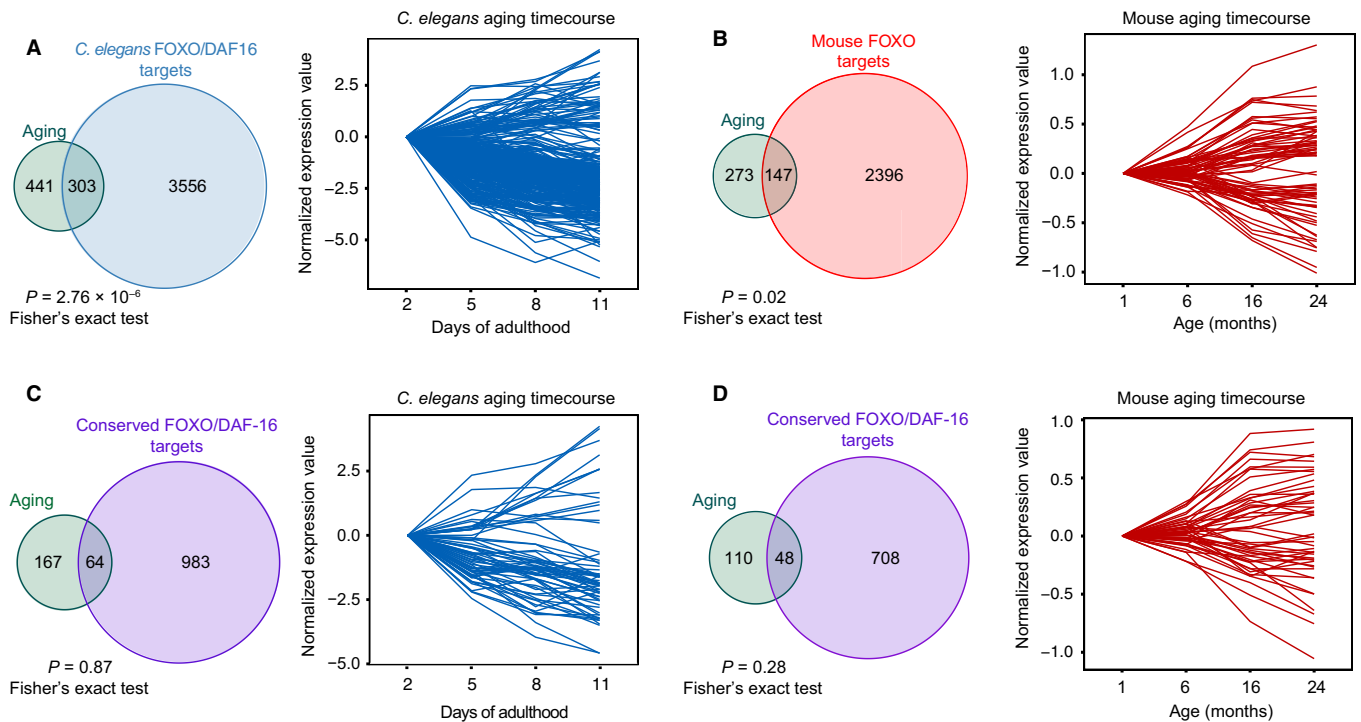 A
C. elegans FOXO/DAF16
targets
Aging
441
303
3556
P = 2.76 × 10⁻⁶
Fisher's exact test
C. elegans aging timecourse
Normalized expression value
2.5
0.0
−2.5
−5.0
2
5
8
11
Days of adulthood
B
Mouse FOXO
targets
Aging
273
147
2396
P = 0.02
Fisher's exact test
Mouse aging timecourse
Normalized expression value
1.0
0.5
0.0
−0.5
−1.0
1
6
16
24
Age (months)
C
Conserved FOXO/DAF-16
targets
Aging
167
64
983
P = 0.87
Fisher's exact test
C. elegans aging timecourse
Normalized expression value
2.5
0.0
−2.5
−5.0
2
5
8
11
Days of adulthood
D
Conserved FOXO/DAF-16
targets
Aging
110
48
708
P = 0.28
Fisher's exact test
Mouse aging timecourse
Normalized expression value
1.0
0.5
0.0
−0.5
−1.0
1
6
16
24
Age (months)